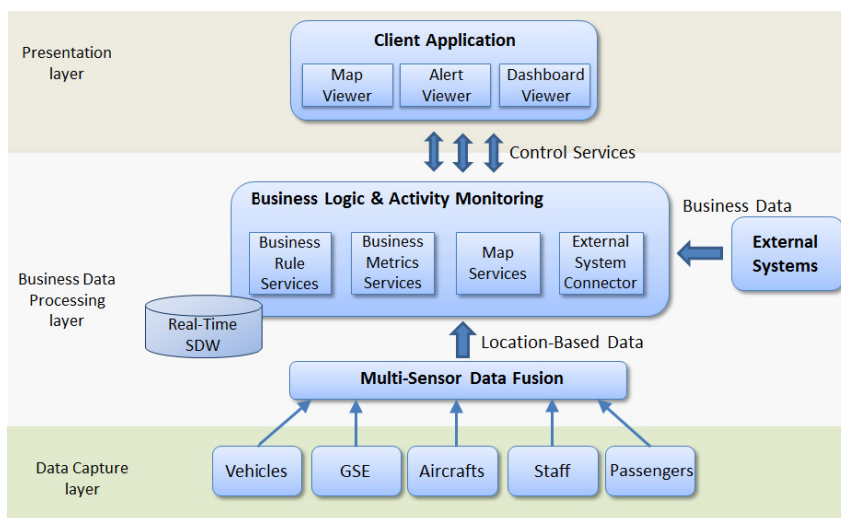 Presentation
layer
Client Application
Map
Viewer
Alert
Viewer
Dashboard
Viewer
Control Services
Business Logic & Activity Monitoring
Business
Rule
Services
Business
Metrics
Services
Map
Services
External
System
Connector
Business Data
External
Systems
Business Data
Processing
layer
Real-Time
SDW
Location-Based Data
Multi-Sensor Data Fusion
Data Capture
layer
Vehicles
GSE
Aircrafts
Staff
Passengers